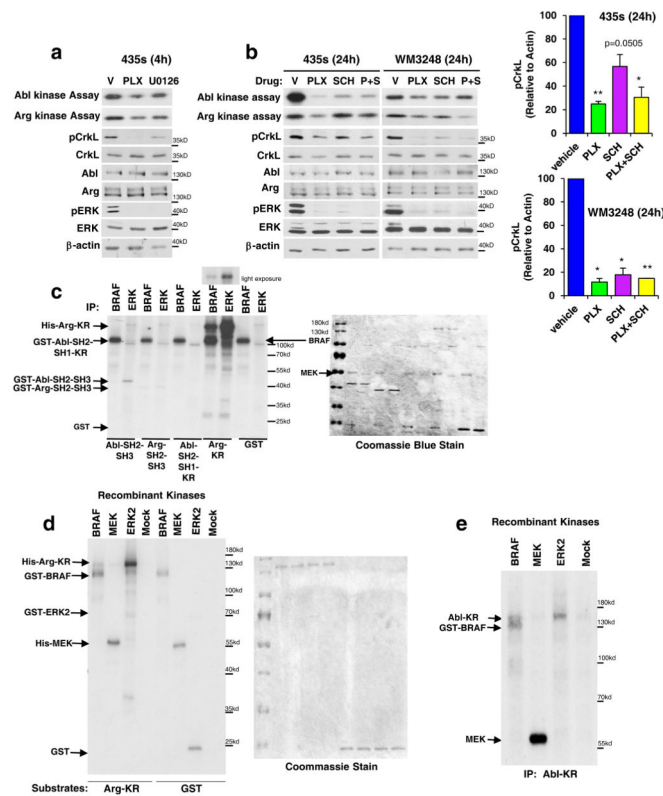 a
435s (4h)
V PLX U0126
Abl kinase Assay
Arg kinase Assay
pCrkL
35kD
CrkL
35kD
Abl
130kD
Arg
130kD
pERK
40kD
ERK
40kD
β-actin
40kD
b
435s (24h) WM3248 (24h)
Drug: V PLX SCH P+S V PLX SCH P+S
Abl kinase assay
Arg kinase assay
pCrkL
35kD
CrkL
35kD
Abl
130kD
Arg
130kD
pERK
40kD
ERK
40kD
β-actin
40kD
435s (24h)
pCrkL
(Relative to Actin)
100
80
60
40
20
0
p=0.0505
**
*
vehicle
PLX
SCH
PLX+SCH
WM3248 (24h)
pCrkL
(Relative to Actin)
100
80
60
40
20
0
* * **
vehicle
PLX
SCH
PLX+SCH
c
light exposure
IP: BRAF ERK BRAF ERK BRAF ERK BRAF ERK BRAF ERK
His-Arg-KR
GST-Abl-SH2-
SH1-KR
GST-Abl-SH2-SH3
GST-Arg-SH2-SH3
GST
100kd
70kd
55kd
40kd
35kd
25kd
Abl-SH2-
SH3
Arg-
SH2-
SH3
Abl-
SH2-
SH1-
KR
Arg-
KR
GST
180kd
130kd
BRAF
MEK
Coomassie Blue Stain
d
Recombinant Kinases
BRAF MEK ERK2 Mock BRAF MEK ERK2 Mock
His-Arg-KR
GST-BRAF
GST-ERK2
His-MEK
GST
180kd
130kd
100kd
70kd
55kd
40kd
35kd
25kd
Substrates: Arg-KR GST
Coommassie Stain
e
Recombinant Kinases
BRAF MEK ERK2 Mock
Abl-KR
GST-BRAF
MEK
180kd
130kd
100kd
70kd
55kd
IP: Abl-KR